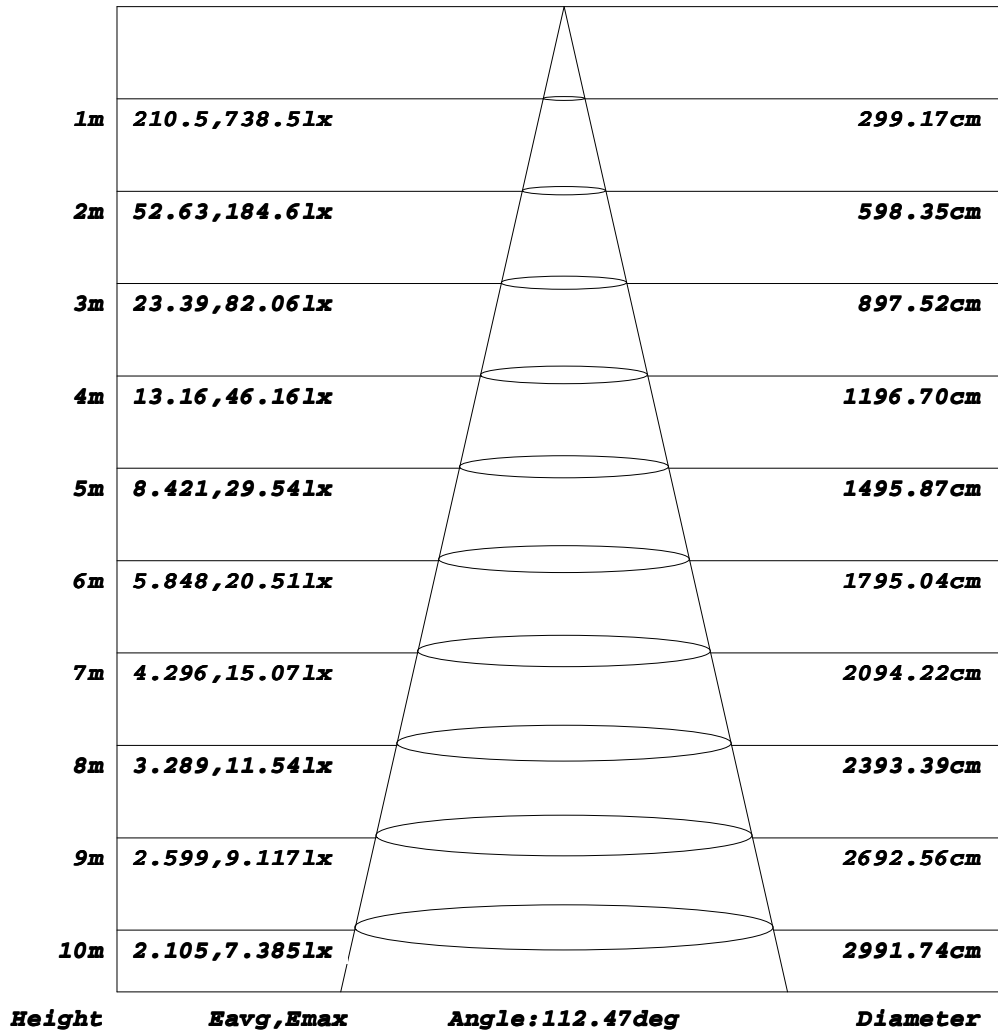 1m 210.5,738.5lx 299.17cm
2m 52.63,184.6lx 598.35cm
3m 23.39,82.06lx 897.52cm
4m 13.16,46.16lx 1196.70cm
5m 8.421,29.54lx 1495.87cm
6m 5.848,20.51lx 1795.04cm
7m 4.296,15.07lx 2094.22cm
8m 3.289,11.54lx 2393.39cm
9m 2.599,9.117lx 2692.56cm
10m 2.105,7.385lx 2991.74cm
Height Eavg,Emax Angle:112.47deg Diameter